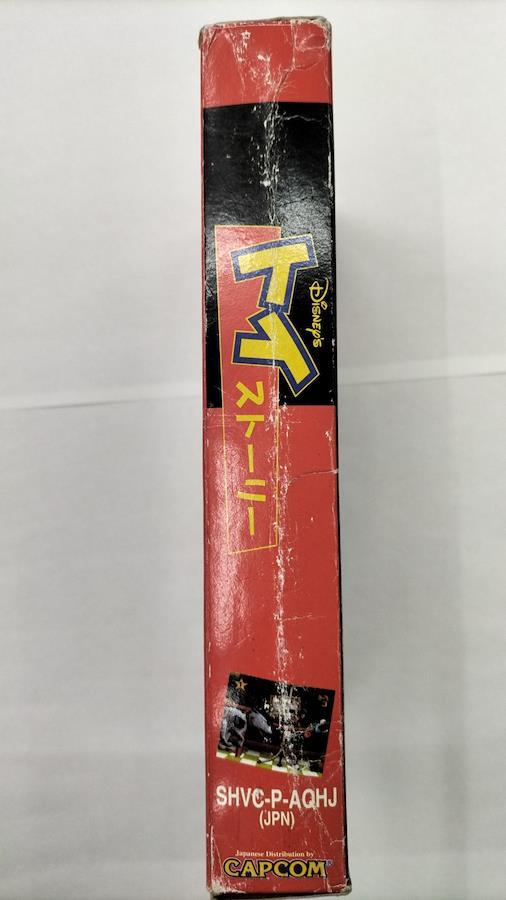 DISNEY'S
トイ
ストーリー
SHVC-P-AQHJ
(JPN)
Japanese Distribution by
CAPCOM®